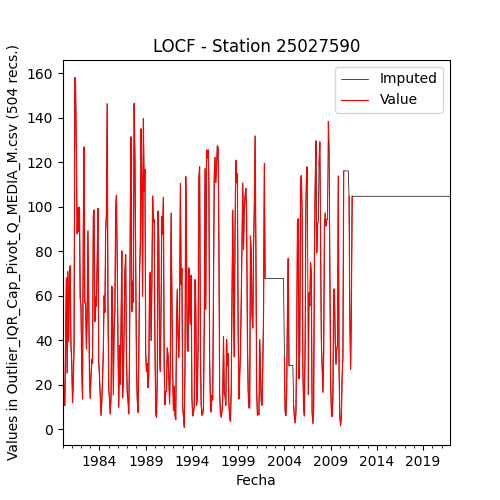 LOCF - Station 25027590
Imputed
Value
Values in Outlier_IQR_Cap_Pivot_Q_MEDIA_M.csv (504 recs.)
160
140
120
100
80
60
40
20
0
1984 1989 1994 1999 2004 2009 2014 2019
Fecha